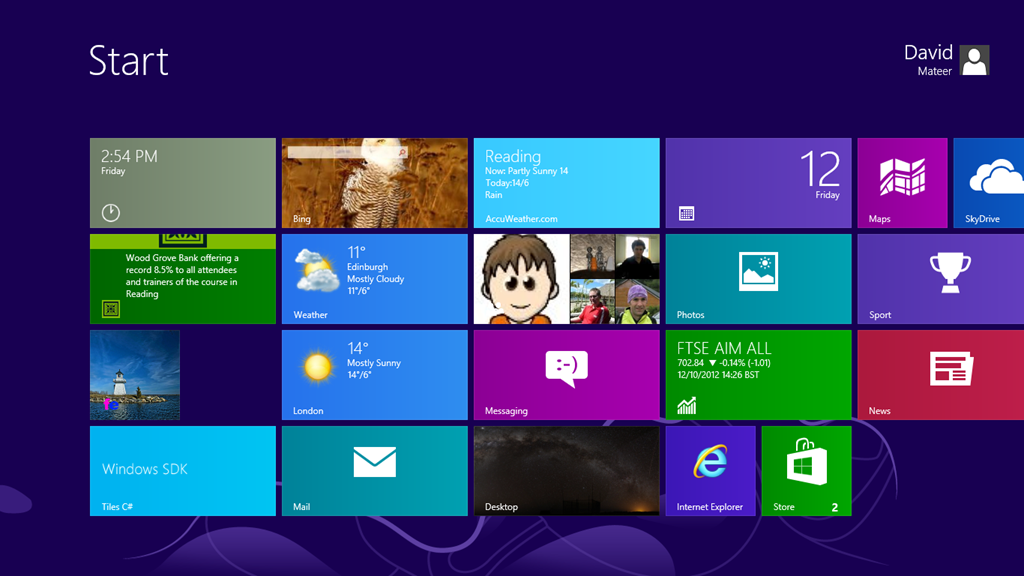 Start
David
Mateer
2:54 PM
Friday
Bing
Reading
Now: Partly Sunny 14
Today:14/6
Rain
AccuWeather.com
12
Friday
Maps
SkyDrive
Wood Grove Bank offering a
record 8.5% to all attendees
and trainers of the course in
Reading
11°
Edinburgh
Mostly Cloudy
11°/6°
Weather
Photos
Sport
14°
Mostly Sunny
14°/6°
London
:-)
Messaging
FTSE AIM ALL
702.84 ▼ -0.14% (-1.01)
12/10/2012 14:26 BST
News
Windows SDK
Tiles C#
Mail
Desktop
Internet Explorer
Store
2